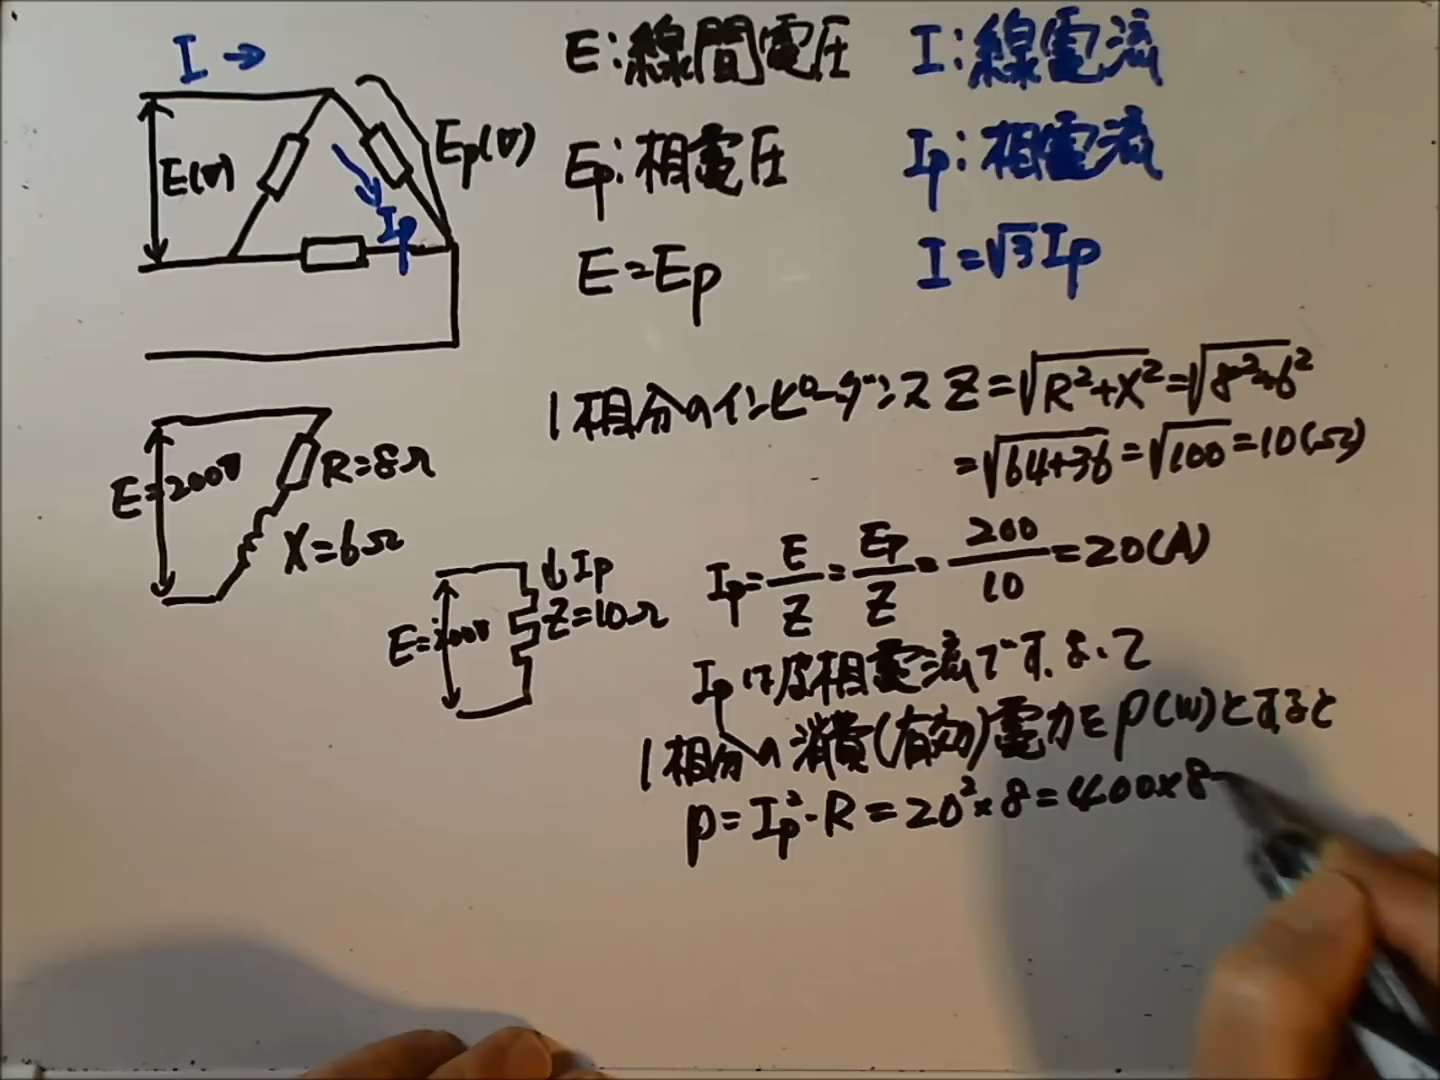 I →
E:線間電圧 I:線電流
E(V) Ep(V) Ip
Ep:相電圧 Ip:相電流
E=Ep I=√3Ip
1相分のインピーダンス Z=√R²+X²=√8²+6²
=√64+36=√100=10(Ω)
E=200V R=8Ω
X=6Ω
Ip=E/Z=Ep/Z=200/10=20(A)
↓Ip
E=200V Z=10Ω
Ipは皮相電流です.よって
1相分の消費(有効)電力をP(W)とすると
P=Ip²・R=20²×8=400×8